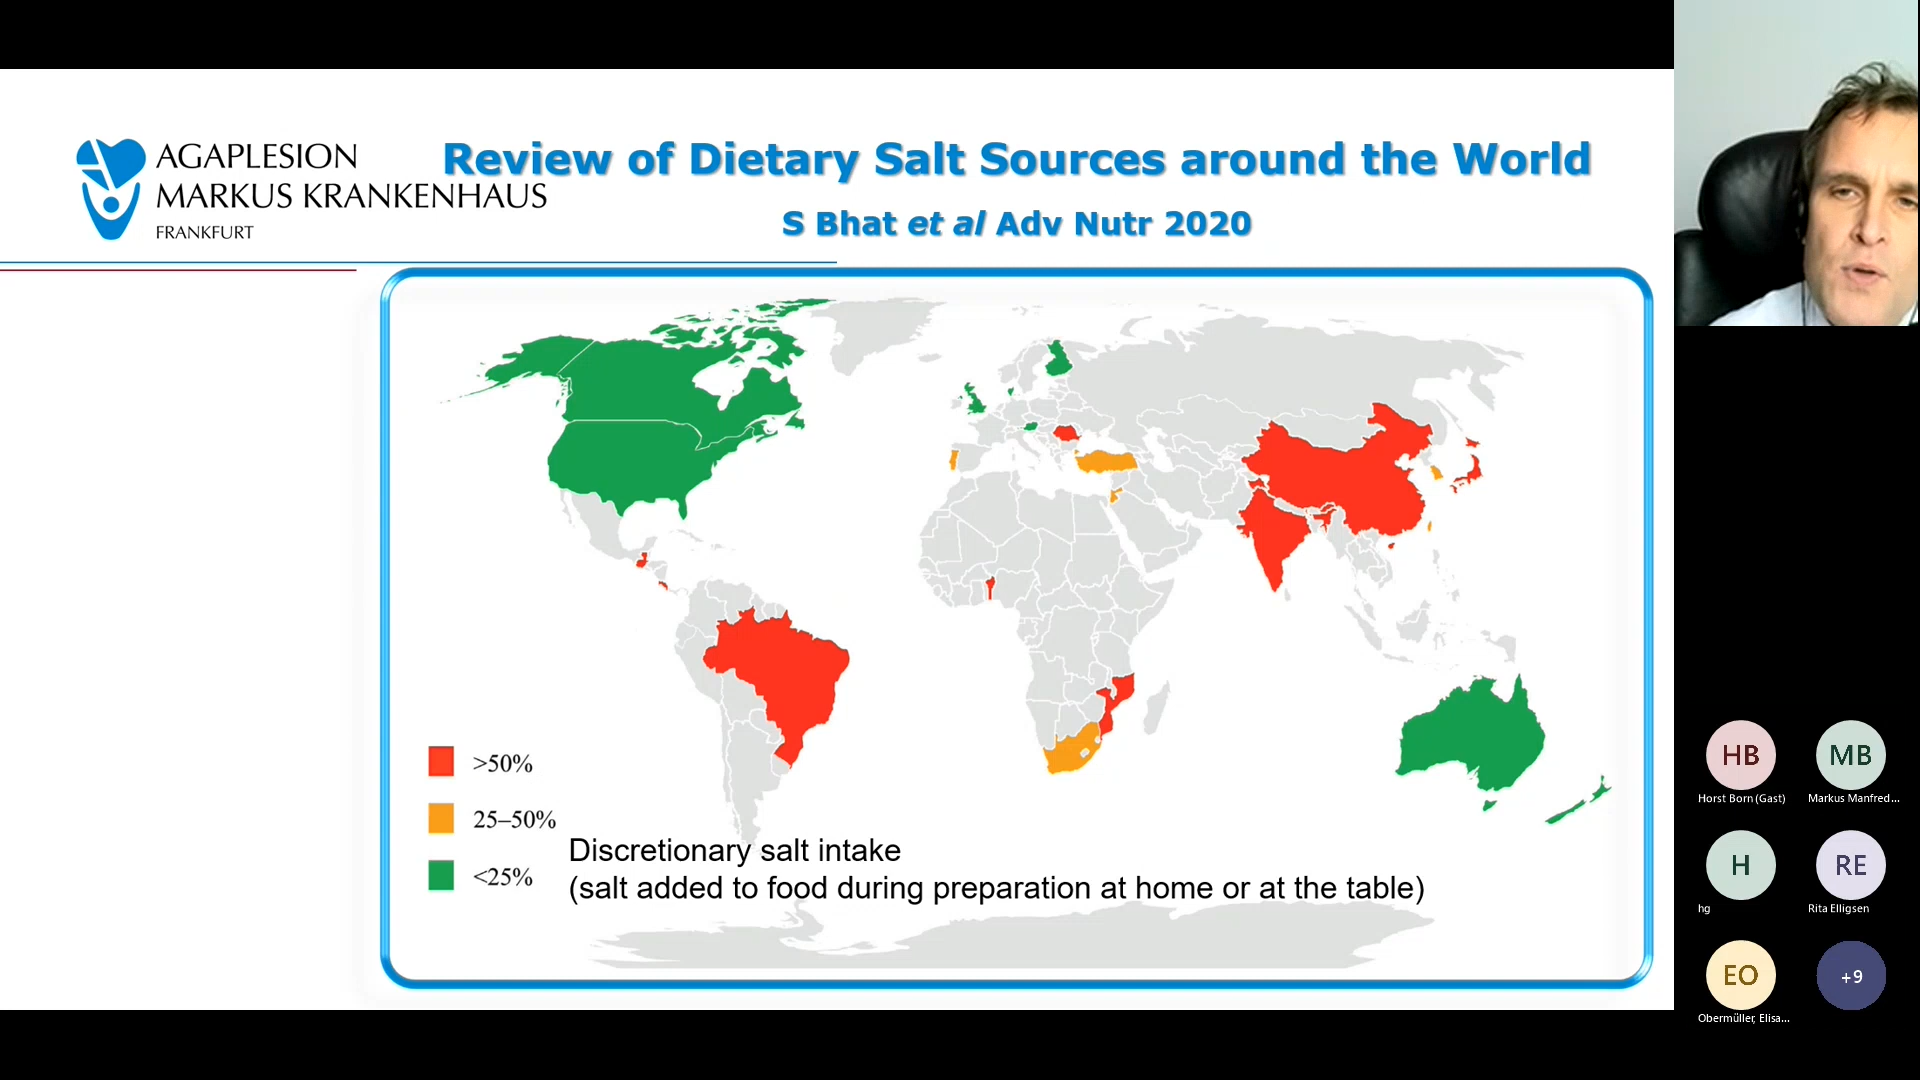 AGAPLESION
MARKUS KRANKENHAUS
FRANKFURT
Review of Dietary Salt Sources around the World
S Bhat et al Adv Nutr 2020
>50%
25–50%
<25%
Discretionary salt intake
(salt added to food during preparation at home or at the table)
HB
Horst Born (Gast)
MB
Markus Manfred...
H
hg
RE
Rita Elligsen
EO
Obermüller, Elisa...
+9